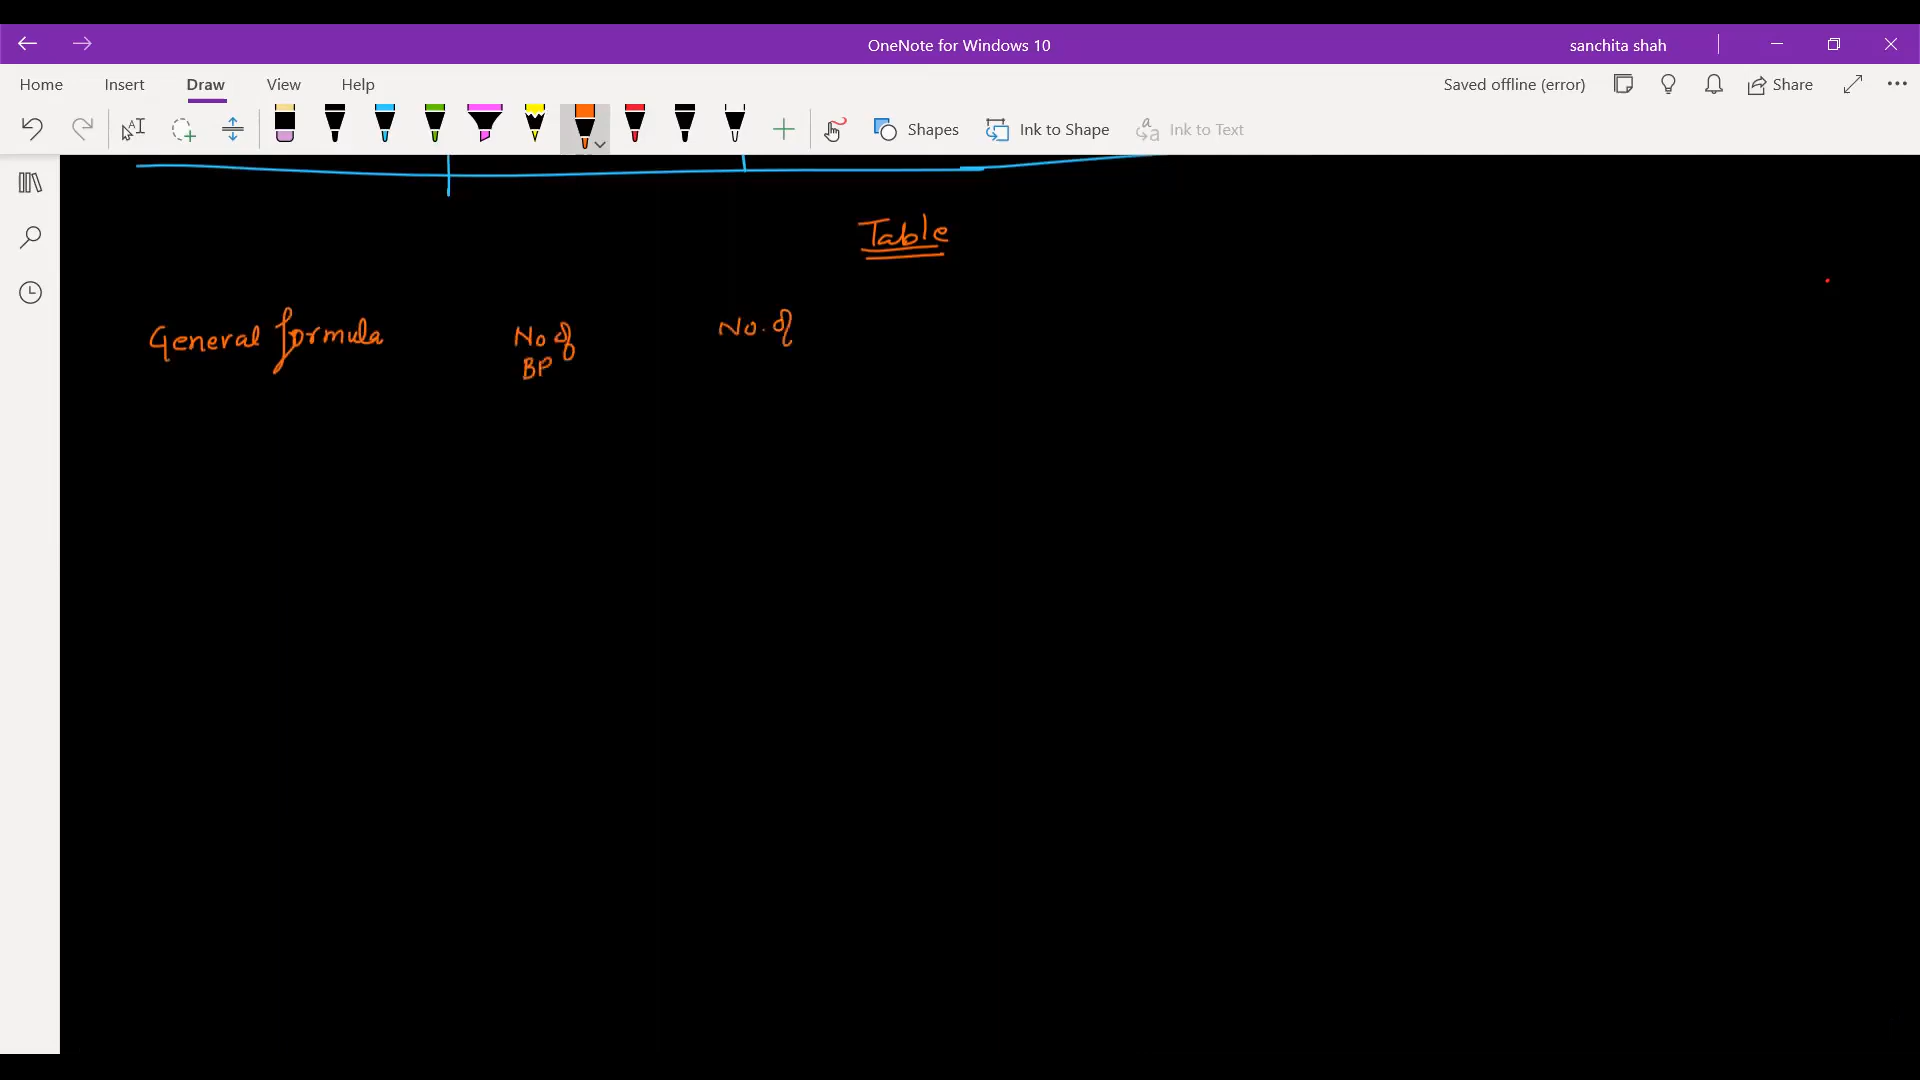 OneNote for Windows 10
sanchita shah
Home Insert Draw View Help
Saved offline (error)
Share
Shapes
Ink to Shape
Ink to Text
Table
General formula
No of
BP
No. of